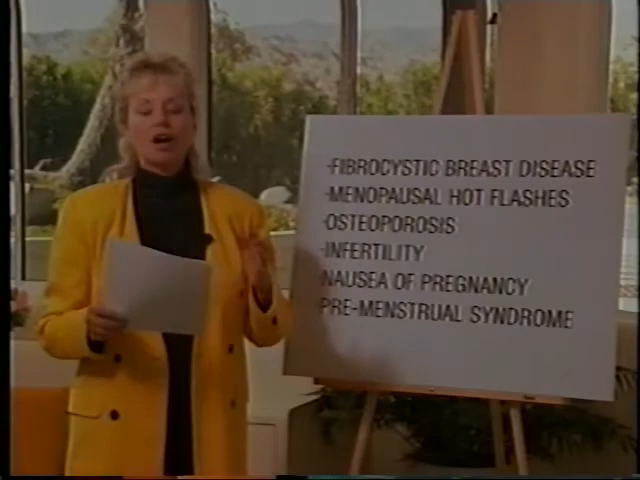 -FIBROCYSTIC BREAST DISEASE
-MENOPAUSAL HOT FLASHES
-OSTEOPOROSIS
-INFERTILITY
-NAUSEA OF PREGNANCY
-PRE-MENSTRUAL SYNDROME